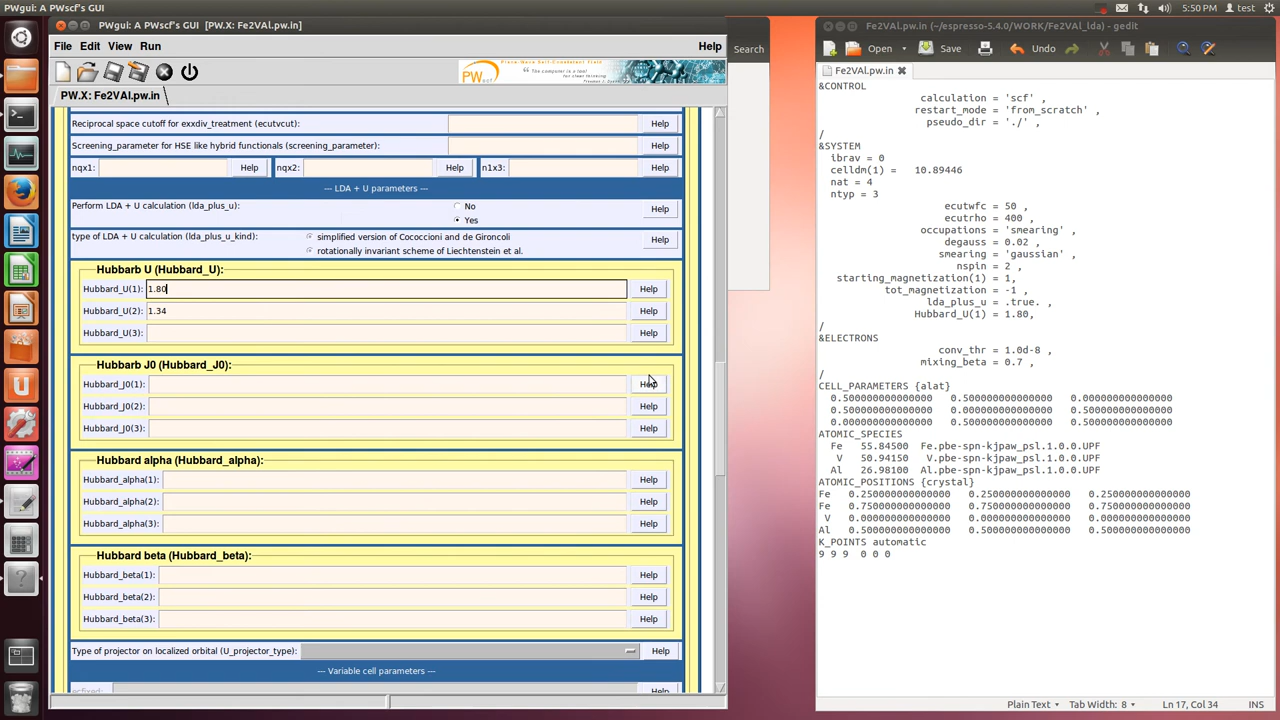 PWgui: A PWscf's GUI
5:50 PM
test
PWgui: A PWscf's GUI [PW.X: Fe2VAl.pw.in]
File Edit View Run Help
PWscf
PW.X: Fe2VAl.pw.in
Reciprocal space cutoff for exxdiv_treatment (ecutvcut): Help
Screening_parameter for HSE like hybrid functionals (screening_parameter): Help
nqx1: Help nqx2: Help n1x3: Help
--- LDA + U parameters ---
Perform LDA + U calculation (lda_plus_u): No Help
Yes
type of LDA + U calculation (lda_plus_u_kind): simplified version of Cococcioni and de Gironcoli Help
rotationally invariant scheme of Liechtenstein et al.
Hubbarb U (Hubbard_U):
Hubbard_U(1): 1.80 Help
Hubbard_U(2): 1.34 Help
Hubbard_U(3): Help
Hubbarb J0 (Hubbard_J0):
Hubbard_J0(1): Help
Hubbard_J0(2): Help
Hubbard_J0(3): Help
Hubbard alpha (Hubbard_alpha):
Hubbard_alpha(1): Help
Hubbard_alpha(2): Help
Hubbard_alpha(3): Help
Hubbard beta (Hubbard_beta):
Hubbard_beta(1): Help
Hubbard_beta(2): Help
Hubbard_beta(3): Help
Type of projector on localized orbital (U_projector_type): Help
--- Variable cell parameters ---
ecfixed: Help
Search
Fe2VAl.pw.in (~/espresso-5.4.0/WORK/Fe2VAl_lda) - gedit
Open Save Undo
Fe2VAl.pw.in
&CONTROL
calculation = 'scf' ,
restart_mode = 'from_scratch' ,
pseudo_dir = './' ,
/
&SYSTEM
ibrav = 0
celldm(1) = 10.89446
nat = 4
ntyp = 3
ecutwfc = 50 ,
ecutrho = 400 ,
occupations = 'smearing' ,
degauss = 0.02 ,
smearing = 'gaussian' ,
nspin = 2 ,
starting_magnetization(1) = 1,
tot_magnetization = -1 ,
lda_plus_u = .true. ,
Hubbard_U(1) = 1.80,
/
&ELECTRONS
conv_thr = 1.0d-8 ,
mixing_beta = 0.7 ,
/
CELL_PARAMETERS {alat}
0.500000000000000 0.500000000000000 0.000000000000000
0.500000000000000 0.000000000000000 0.500000000000000
0.000000000000000 0.500000000000000 0.500000000000000
ATOMIC_SPECIES
Fe 55.84500 Fe.pbe-spn-kjpaw_psl.1.0.0.UPF
V 50.94150 V.pbe-spn-kjpaw_psl.1.0.0.UPF
Al 26.98100 Al.pbe-spn-kjpaw_psl.1.0.0.UPF
ATOMIC_POSITIONS {crystal}
Fe 0.250000000000000 0.250000000000000 0.250000000000000
Fe 0.750000000000000 0.750000000000000 0.750000000000000
V 0.000000000000000 0.000000000000000 0.000000000000000
Al 0.500000000000000 0.500000000000000 0.500000000000000
K_POINTS automatic
9 9 9 0 0 0
Plain Text Tab Width: 8 Ln 17, Col 34 INS